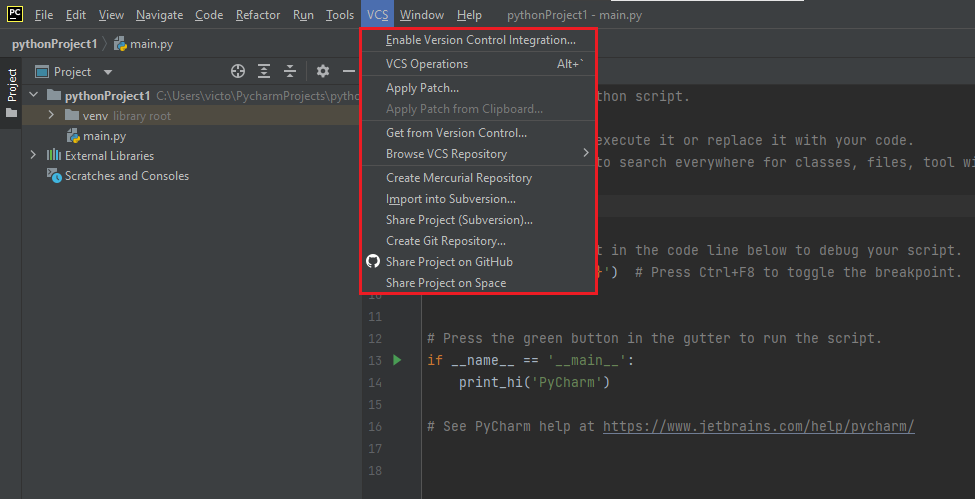 PC File Edit View Navigate Code Refactor Run Tools VCS Window Help pythonProject1 - main.py
pythonProject1 main.py
Project
Project
pythonProject1 C:\Users\victo\PycharmProjects\pytho
venv library root
main.py
External Libraries
Scratches and Consoles
Enable Version Control Integration...
VCS Operations Alt+`
Apply Patch...
Apply Patch from Clipboard...
Get from Version Control...
Browse VCS Repository
Create Mercurial Repository
Import into Subversion...
Share Project (Subversion)...
Create Git Repository...
Share Project on GitHub
Share Project on Space
thon script.
execute it or replace it with your code.
to search everywhere for classes, files, tool wi
t in the code line below to debug your script.
}') # Press Ctrl+F8 to toggle the breakpoint.
10
11
12 # Press the green button in the gutter to run the script.
13 if __name__ == '__main__':
14 print_hi('PyCharm')
15
16 # See PyCharm help at https://www.jetbrains.com/help/pycharm/
17
18